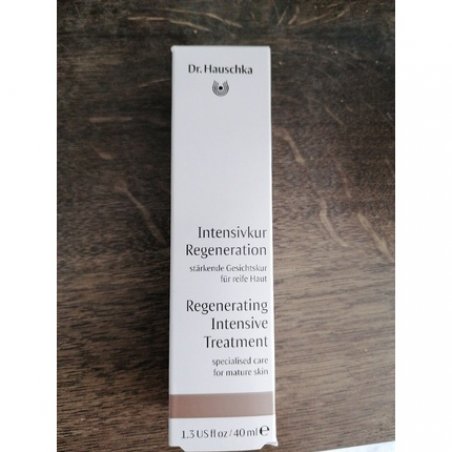 Dr. Hauschka
Intensivkur
Regeneration
stärkende Gesichtskur
für reife Haut
Regenerating
Intensive
Treatment
specialised care
for mature skin
1.3 US fl oz / 40 ml ℮